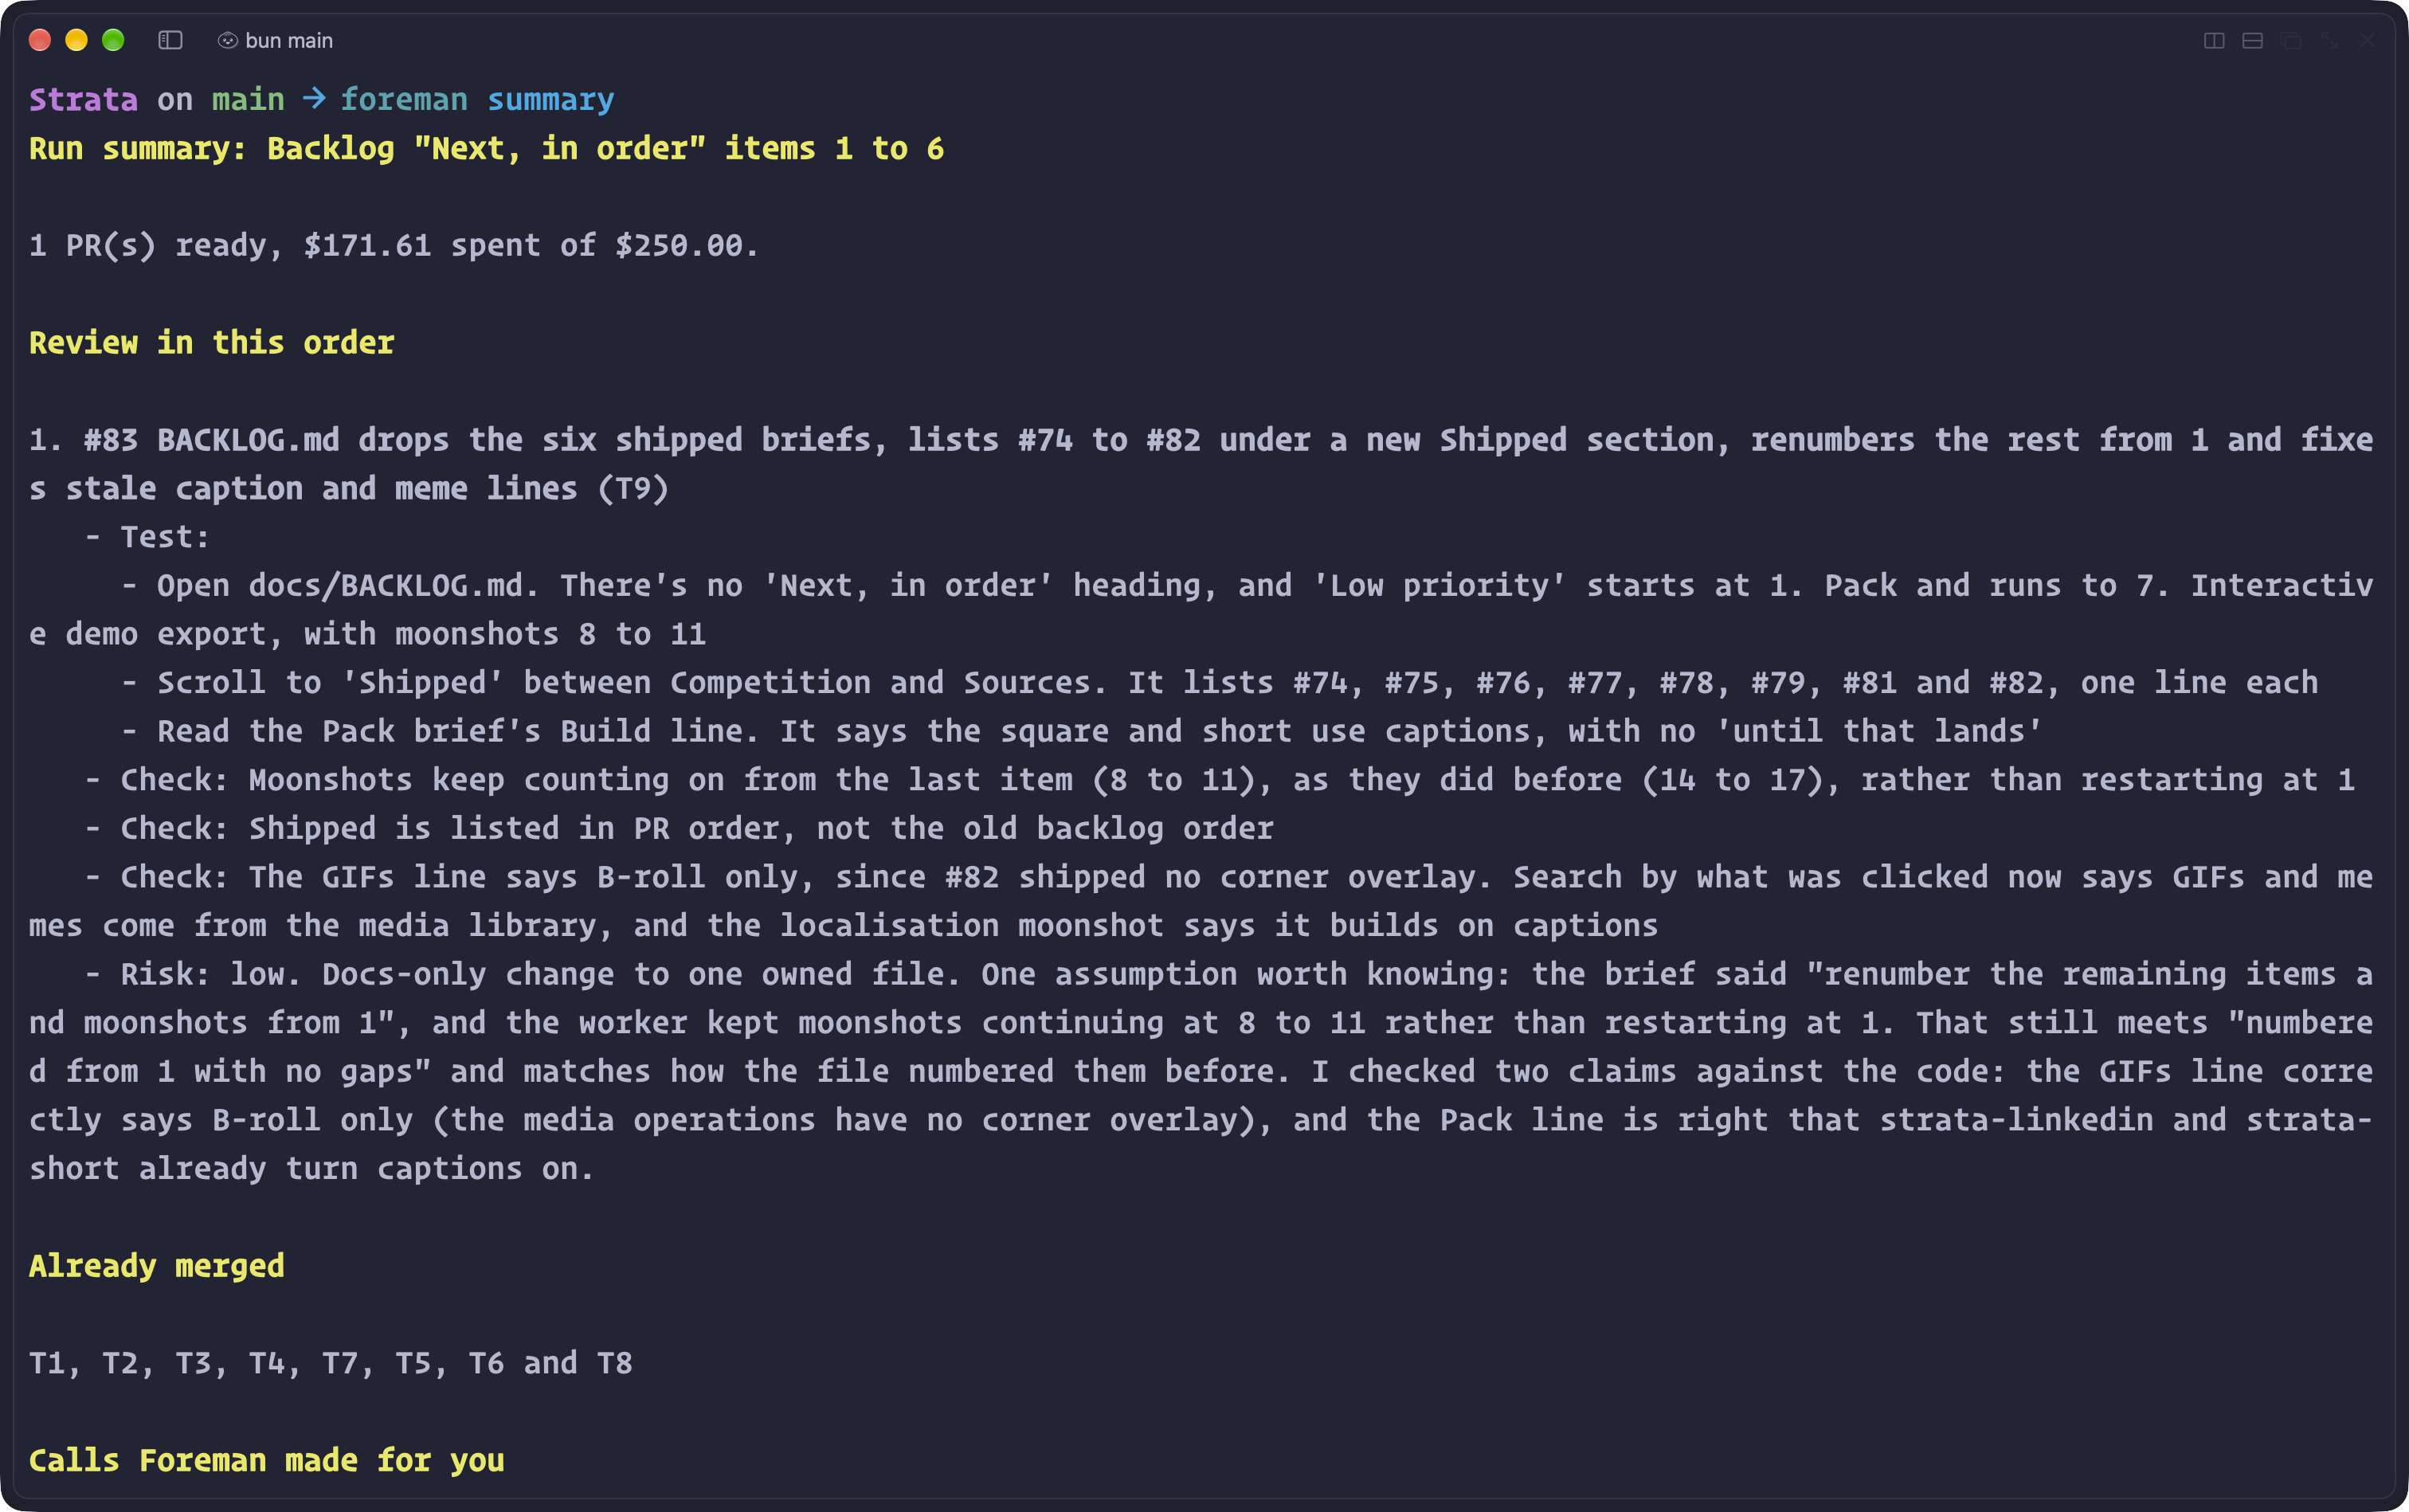 bun main
Strata on main → foreman summary
Run summary: Backlog "Next, in order" items 1 to 6
1 PR(s) ready, $171.61 spent of $250.00.
Review in this order
1. #83 BACKLOG.md drops the six shipped briefs, lists #74 to #82 under a new Shipped section, renumbers the rest from 1 and fixe
s stale caption and meme lines (T9)
- Test:
- Open docs/BACKLOG.md. There's no 'Next, in order' heading, and 'Low priority' starts at 1. Pack and runs to 7. Interactiv
e demo export, with moonshots 8 to 11
- Scroll to 'Shipped' between Competition and Sources. It lists #74, #75, #76, #77, #78, #79, #81 and #82, one line each
- Read the Pack brief's Build line. It says the square and short use captions, with no 'until that lands'
- Check: Moonshots keep counting on from the last item (8 to 11), as they did before (14 to 17), rather than restarting at 1
- Check: Shipped is listed in PR order, not the old backlog order
- Check: The GIFs line says B-roll only, since #82 shipped no corner overlay. Search by what was clicked now says GIFs and me
mes come from the media library, and the localisation moonshot says it builds on captions
- Risk: low. Docs-only change to one owned file. One assumption worth knowing: the brief said "renumber the remaining items a
nd moonshots from 1", and the worker kept moonshots continuing at 8 to 11 rather than restarting at 1. That still meets "numbere
d from 1 with no gaps" and matches how the file numbered them before. I checked two claims against the code: the GIFs line corre
ctly says B-roll only (the media operations have no corner overlay), and the Pack line is right that strata-linkedin and strata-
short already turn captions on.
Already merged
T1, T2, T3, T4, T7, T5, T6 and T8
Calls Foreman made for you